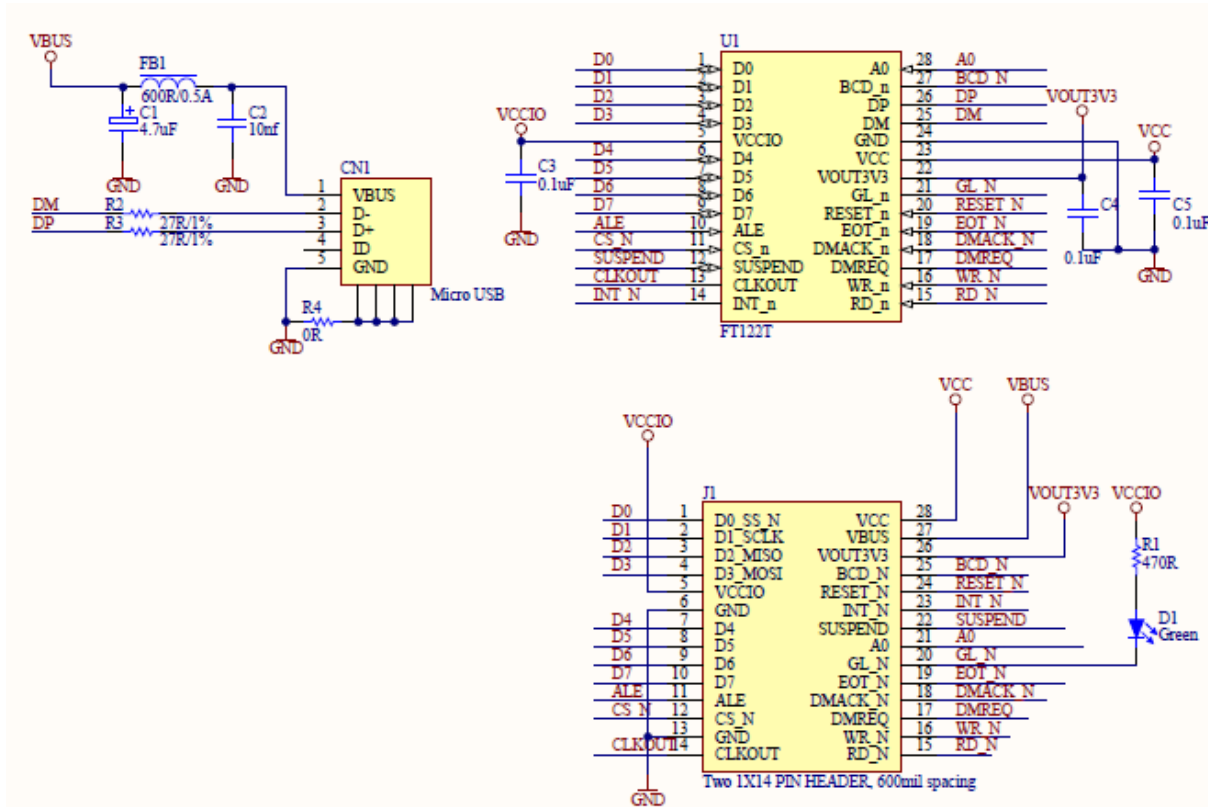 VBUS
FB1
600R/0.5A
C1
4.7uF
C2
10nf
GND
GND
CN1
1 VBUS
DM R2 27R/1% 2 D-
DP R3 27R/1% 3 D+
4 ID
5 GND
Micro USB
R4
0R
GND
U1
D0 1 D0 A0 28 A0
D1 2 D1 BCD_n 27 BCD_N
D2 3 D2 DP 26 DP
D3 4 D3 DM 25 DM
VCCIO
5 VCCIO GND 24
D4 6 D4 VCC 23
D5 7 D5 VOUT3V3 22
D6 8 D6 GL_n 21 GL_N
D7 9 D7 RESET_n 20 RESET_N
ALE 10 ALE EOT_n 19 EOT_N
CS_N 11 CS_n DMACK_n 18 DMACK_N
SUSPEND 12 SUSPEND DMREQ 17 DMREQ
CLKOUT 13 CLKOUT WR_n 16 WR_N
INT_N 14 INT_n RD_n 15 RD_N
FT122T
C3
0.1uF
GND
VOUT3V3
VCC
C4
0.1uF
C5
0.1uF
GND
VCC
VBUS
VCCIO
VOUT3V3
VCCIO
J1
D0 1 D0_SS_N VCC 28
D1 2 D1_SCLK VBUS 27
D2 3 D2_MISO VOUT3V3 26
D3 4 D3_MOSI BCD_N 25 BCD_N
5 VCCIO RESET_N 24 RESET_N
6 GND INT_N 23 INT_N
D4 7 D4 SUSPEND 22 SUSPEND
D5 8 D5 A0 21 A0
D6 9 D6 GL_N 20 GL_N
D7 10 D7 EOT_N 19 EOT_N
ALE 11 ALE DMACK_N 18 DMACK_N
CS_N 12 CS_N DMREQ 17 DMREQ
13 GND WR_N 16 WR_N
CLKOUT 14 CLKOUT RD_N 15 RD_N
Two 1X14 PIN HEADER, 600mil spacing
GND
R1
470R
D1
Green